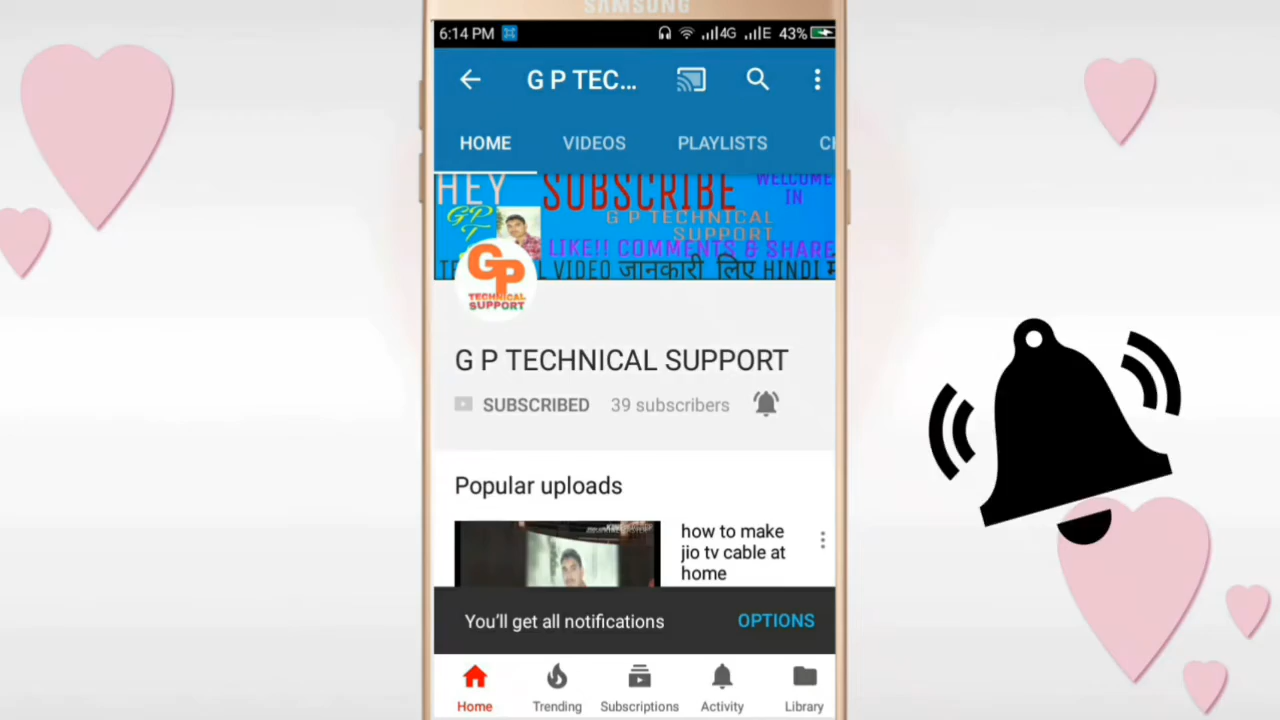 SAMSUNG
6:14 PM 4G E 43%
G P TEC...
HOME VIDEOS PLAYLISTS
HEY SUBSCRIBE WELCOME
IN
GP
T
G P TECHNICAL
SUPPORT
LIKE!! COMMENTS & SHARE
L VIDEO जानकारी लिए HINDI
GP
TECHNICAL
SUPPORT
G P TECHNICAL SUPPORT
SUBSCRIBED 39 subscribers
Popular uploads
how to make
jio tv cable at
home
You'll get all notifications OPTIONS
Home Trending Subscriptions Activity Library